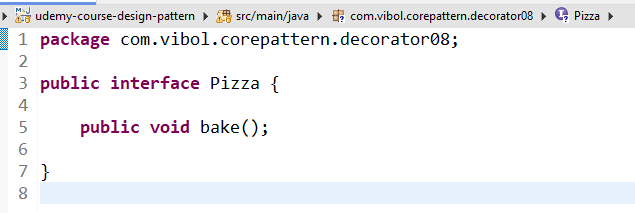 udemy-course-design-pattern src/main/java com.vibol.corepattern.decorator08 Pizza
1 package com.vibol.corepattern.decorator08;
2
3 public interface Pizza {
4
5     public void bake();
6
7 }
8